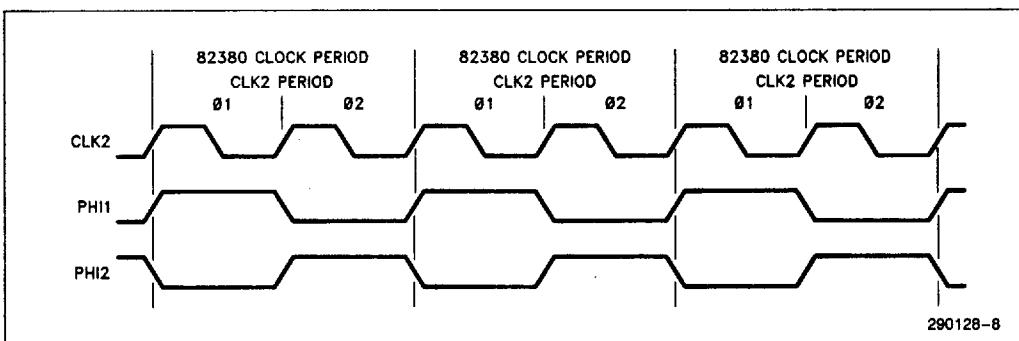 82380 CLOCK PERIOD 82380 CLOCK PERIOD 82380 CLOCK PERIOD
CLK2 PERIOD CLK2 PERIOD CLK2 PERIOD
Ø1 Ø2 Ø1 Ø2 Ø1 Ø2
CLK2
PHI1
PHI2
290128-8